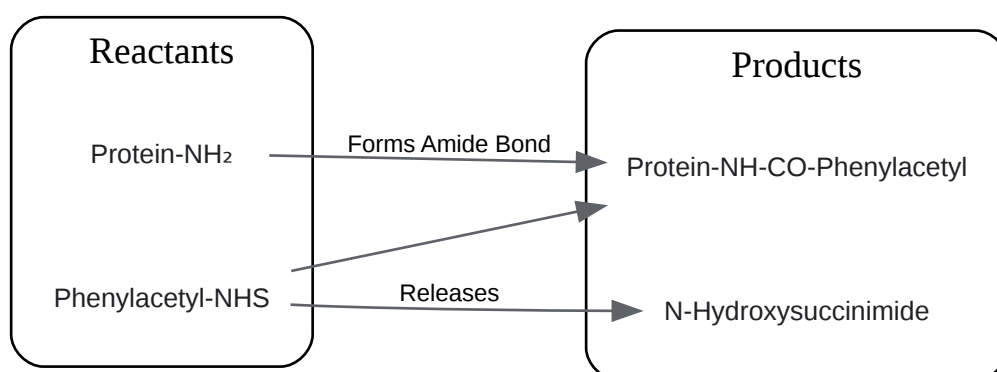 Reactants
Products
Protein-NH₂
Forms Amide Bond
Protein-NH-CO-Phenylacetyl
Phenylacetyl-NHS
Releases
N-Hydroxysuccinimide